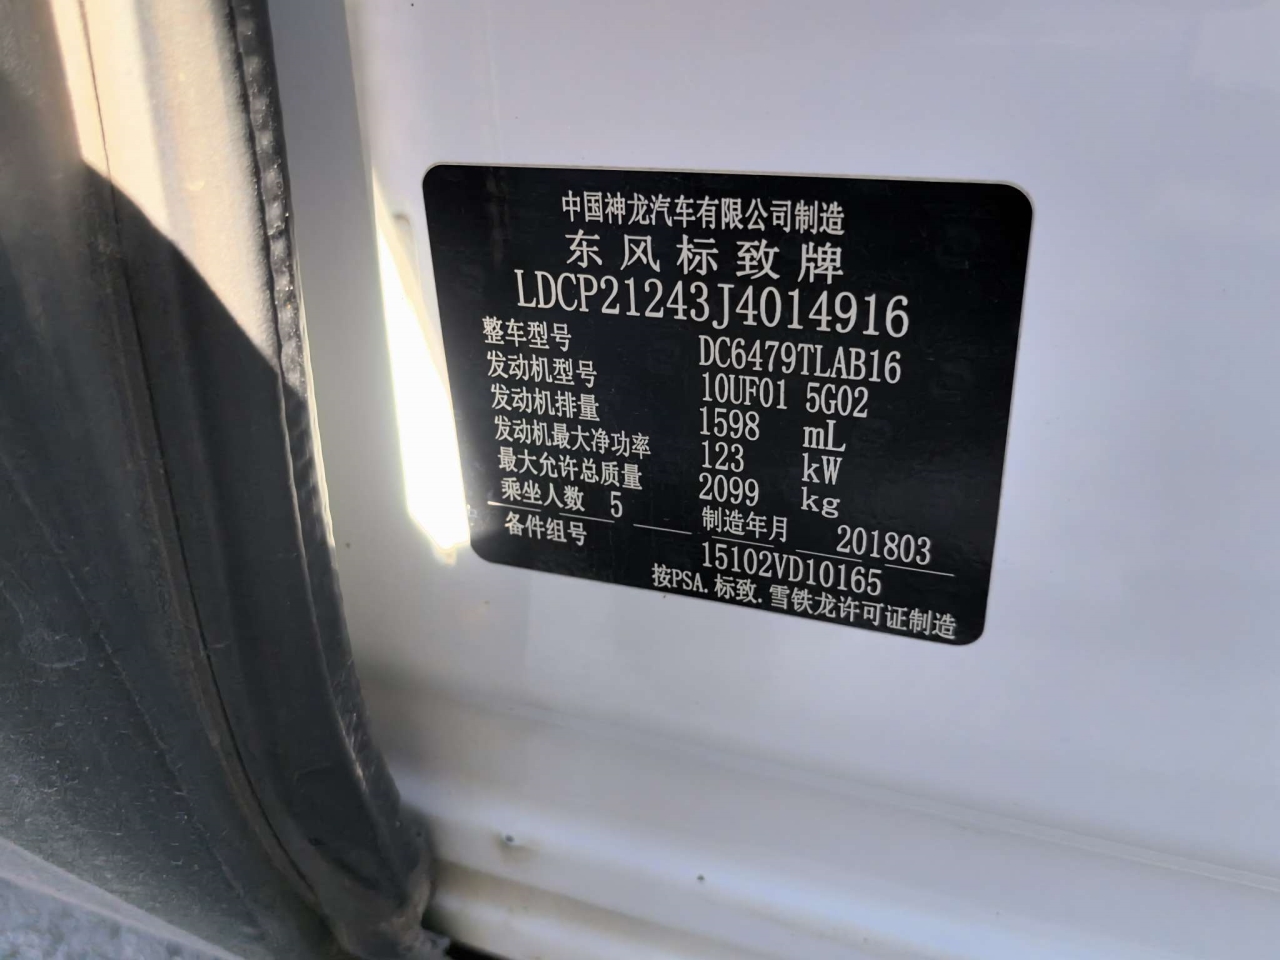 中国神龙汽车有限公司制造
东风标致牌
LDCP21243J4014916
整车型号 DC6479TLAB16
发动机型号 10UF01 5G02
发动机排量 1598 mL
发动机最大净功率 123 kW
最大允许总质量 2099 kg
乘坐人数 5 制造年月 201803
备件组号 15102VD10165
按PSA.标致.雪铁龙许可证制造